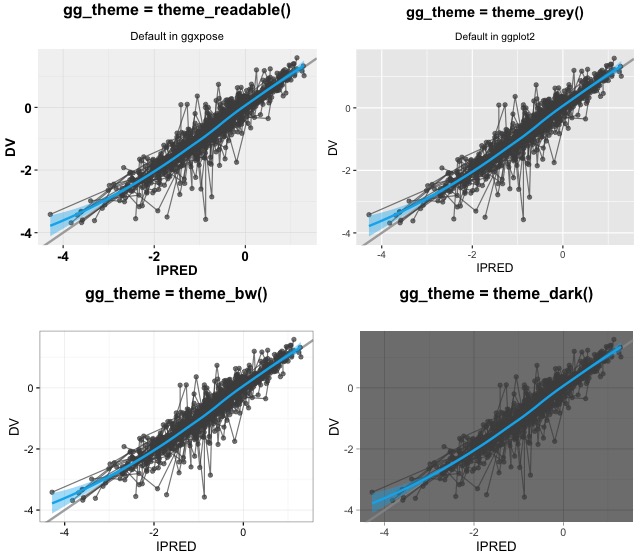 gg_theme = theme_readable()
Default in ggxpose
DV
0
-2
-4
-4
-2
0
IPRED
gg_theme = theme_grey()
Default in ggplot2
DV
0
-2
-4
-4
-2
0
IPRED
gg_theme = theme_bw()
DV
0
-2
-4
-4
-2
0
IPRED
gg_theme = theme_dark()
DV
0
-2
-4
-4
-2
0
IPRED